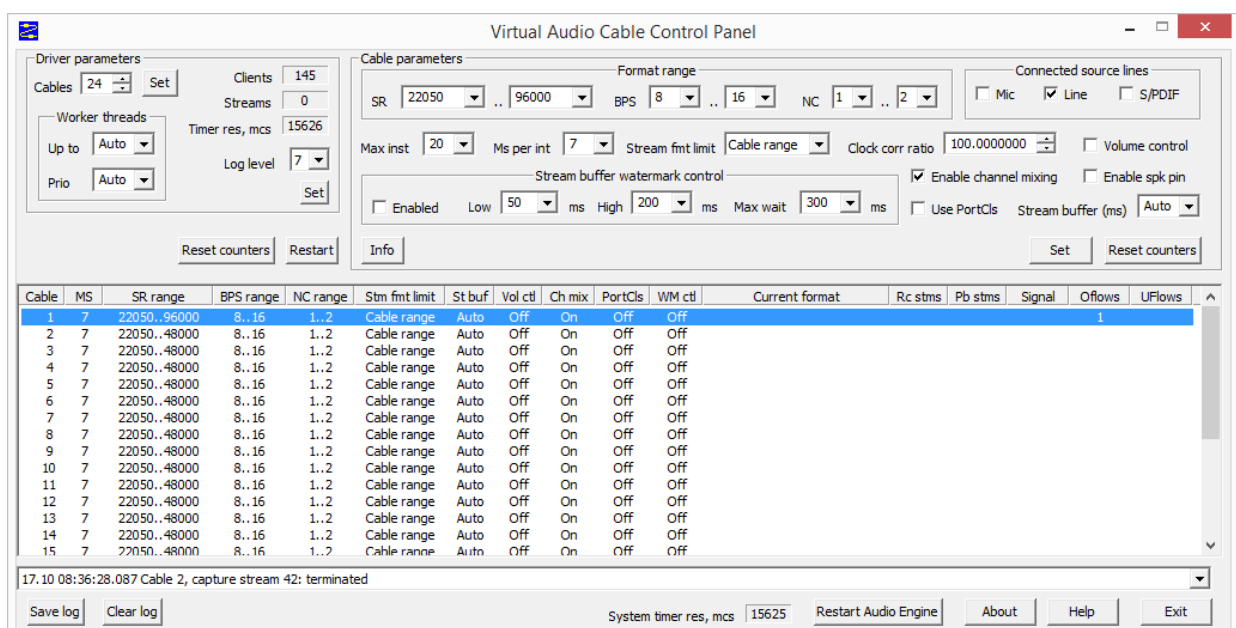 Virtual Audio Cable Control Panel
Driver parameters
Cables 24 Set
Clients 145
Streams 0
Timer res, mcs 15626
Worker threads
Up to Auto
Prio Auto
Log level 7
Set
Reset counters Restart
Cable parameters
Format range
SR 22050 .. 96000 BPS 8 .. 16 NC 1 .. 2
Connected source lines
Mic Line S/PDIF
Max inst 20 Ms per int 7 Stream fmt limit Cable range Clock corr ratio 100.0000000 Volume control
Stream buffer watermark control
Enabled Low 50 ms High 200 ms Max wait 300 ms
Enable channel mixing Enable spk pin
Use PortCls Stream buffer (ms) Auto
Info Set Reset counters
Cable MS SR range BPS range NC range Stm fmt limit St buf Vol ctl Ch mix PortCls WM ctl Current format Rc stms Pb stms Signal Oflows UFlows
1 7 22050..96000 8..16 1..2 Cable range Auto Off On Off Off 1
2 7 22050..48000 8..16 1..2 Cable range Auto Off On Off Off
3 7 22050..48000 8..16 1..2 Cable range Auto Off On Off Off
4 7 22050..48000 8..16 1..2 Cable range Auto Off On Off Off
5 7 22050..48000 8..16 1..2 Cable range Auto Off On Off Off
6 7 22050..48000 8..16 1..2 Cable range Auto Off On Off Off
7 7 22050..48000 8..16 1..2 Cable range Auto Off On Off Off
8 7 22050..48000 8..16 1..2 Cable range Auto Off On Off Off
9 7 22050..48000 8..16 1..2 Cable range Auto Off On Off Off
10 7 22050..48000 8..16 1..2 Cable range Auto Off On Off Off
11 7 22050..48000 8..16 1..2 Cable range Auto Off On Off Off
12 7 22050..48000 8..16 1..2 Cable range Auto Off On Off Off
13 7 22050..48000 8..16 1..2 Cable range Auto Off On Off Off
14 7 22050..48000 8..16 1..2 Cable range Auto Off On Off Off
15 7 22050..48000 8..16 1..2 Cable range Auto Off On Off Off
17.10 08:36:28.087 Cable 2, capture stream 42: terminated
Save log Clear log System timer res, mcs 15625 Restart Audio Engine About Help Exit